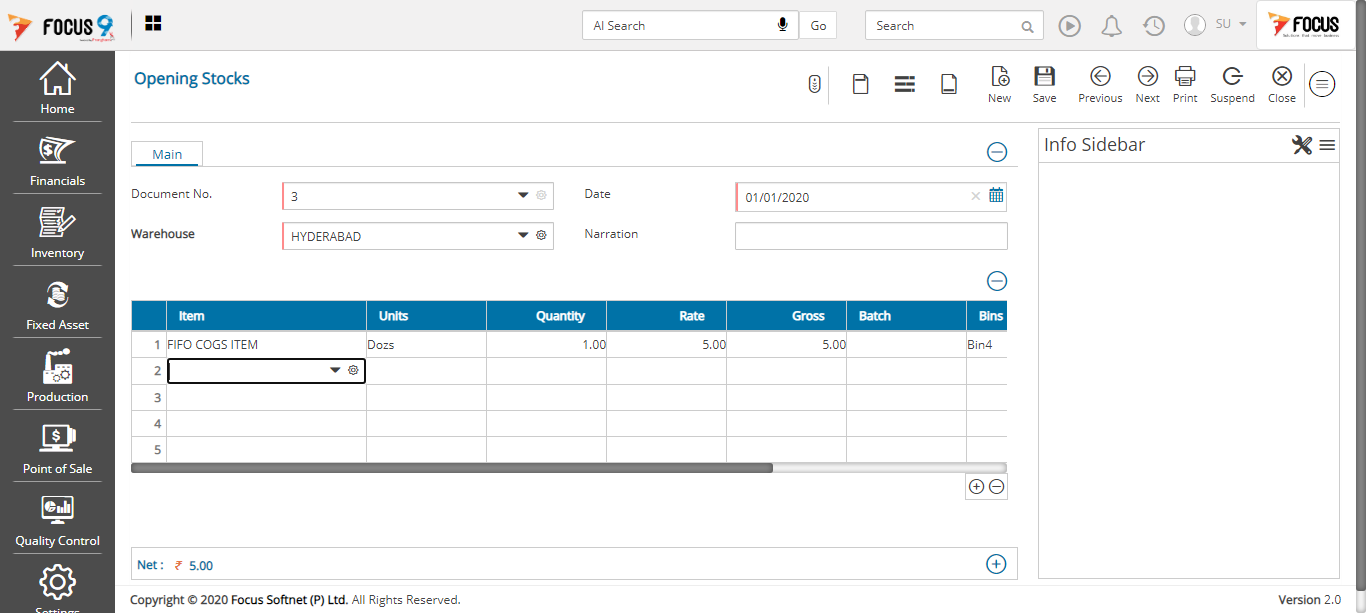 FOCUS 9
AI Search
Go
Search
SU
FOCUS
Home
Financials
Inventory
Fixed Asset
Production
Point of Sale
Quality Control
Settings
Opening Stocks
New Save Previous Next Print Suspend Close
Main
Document No. 3 Date 01/01/2020
Warehouse HYDERABAD Narration
Item Units Quantity Rate Gross Batch Bins
1 FIFO COGS ITEM Dozs 1.00 5.00 5.00 Bin4
2
3
4
5
Net : ₹ 5.00
Info Sidebar
Copyright © 2020 Focus Softnet (P) Ltd. All Rights Reserved.
Version 2.0